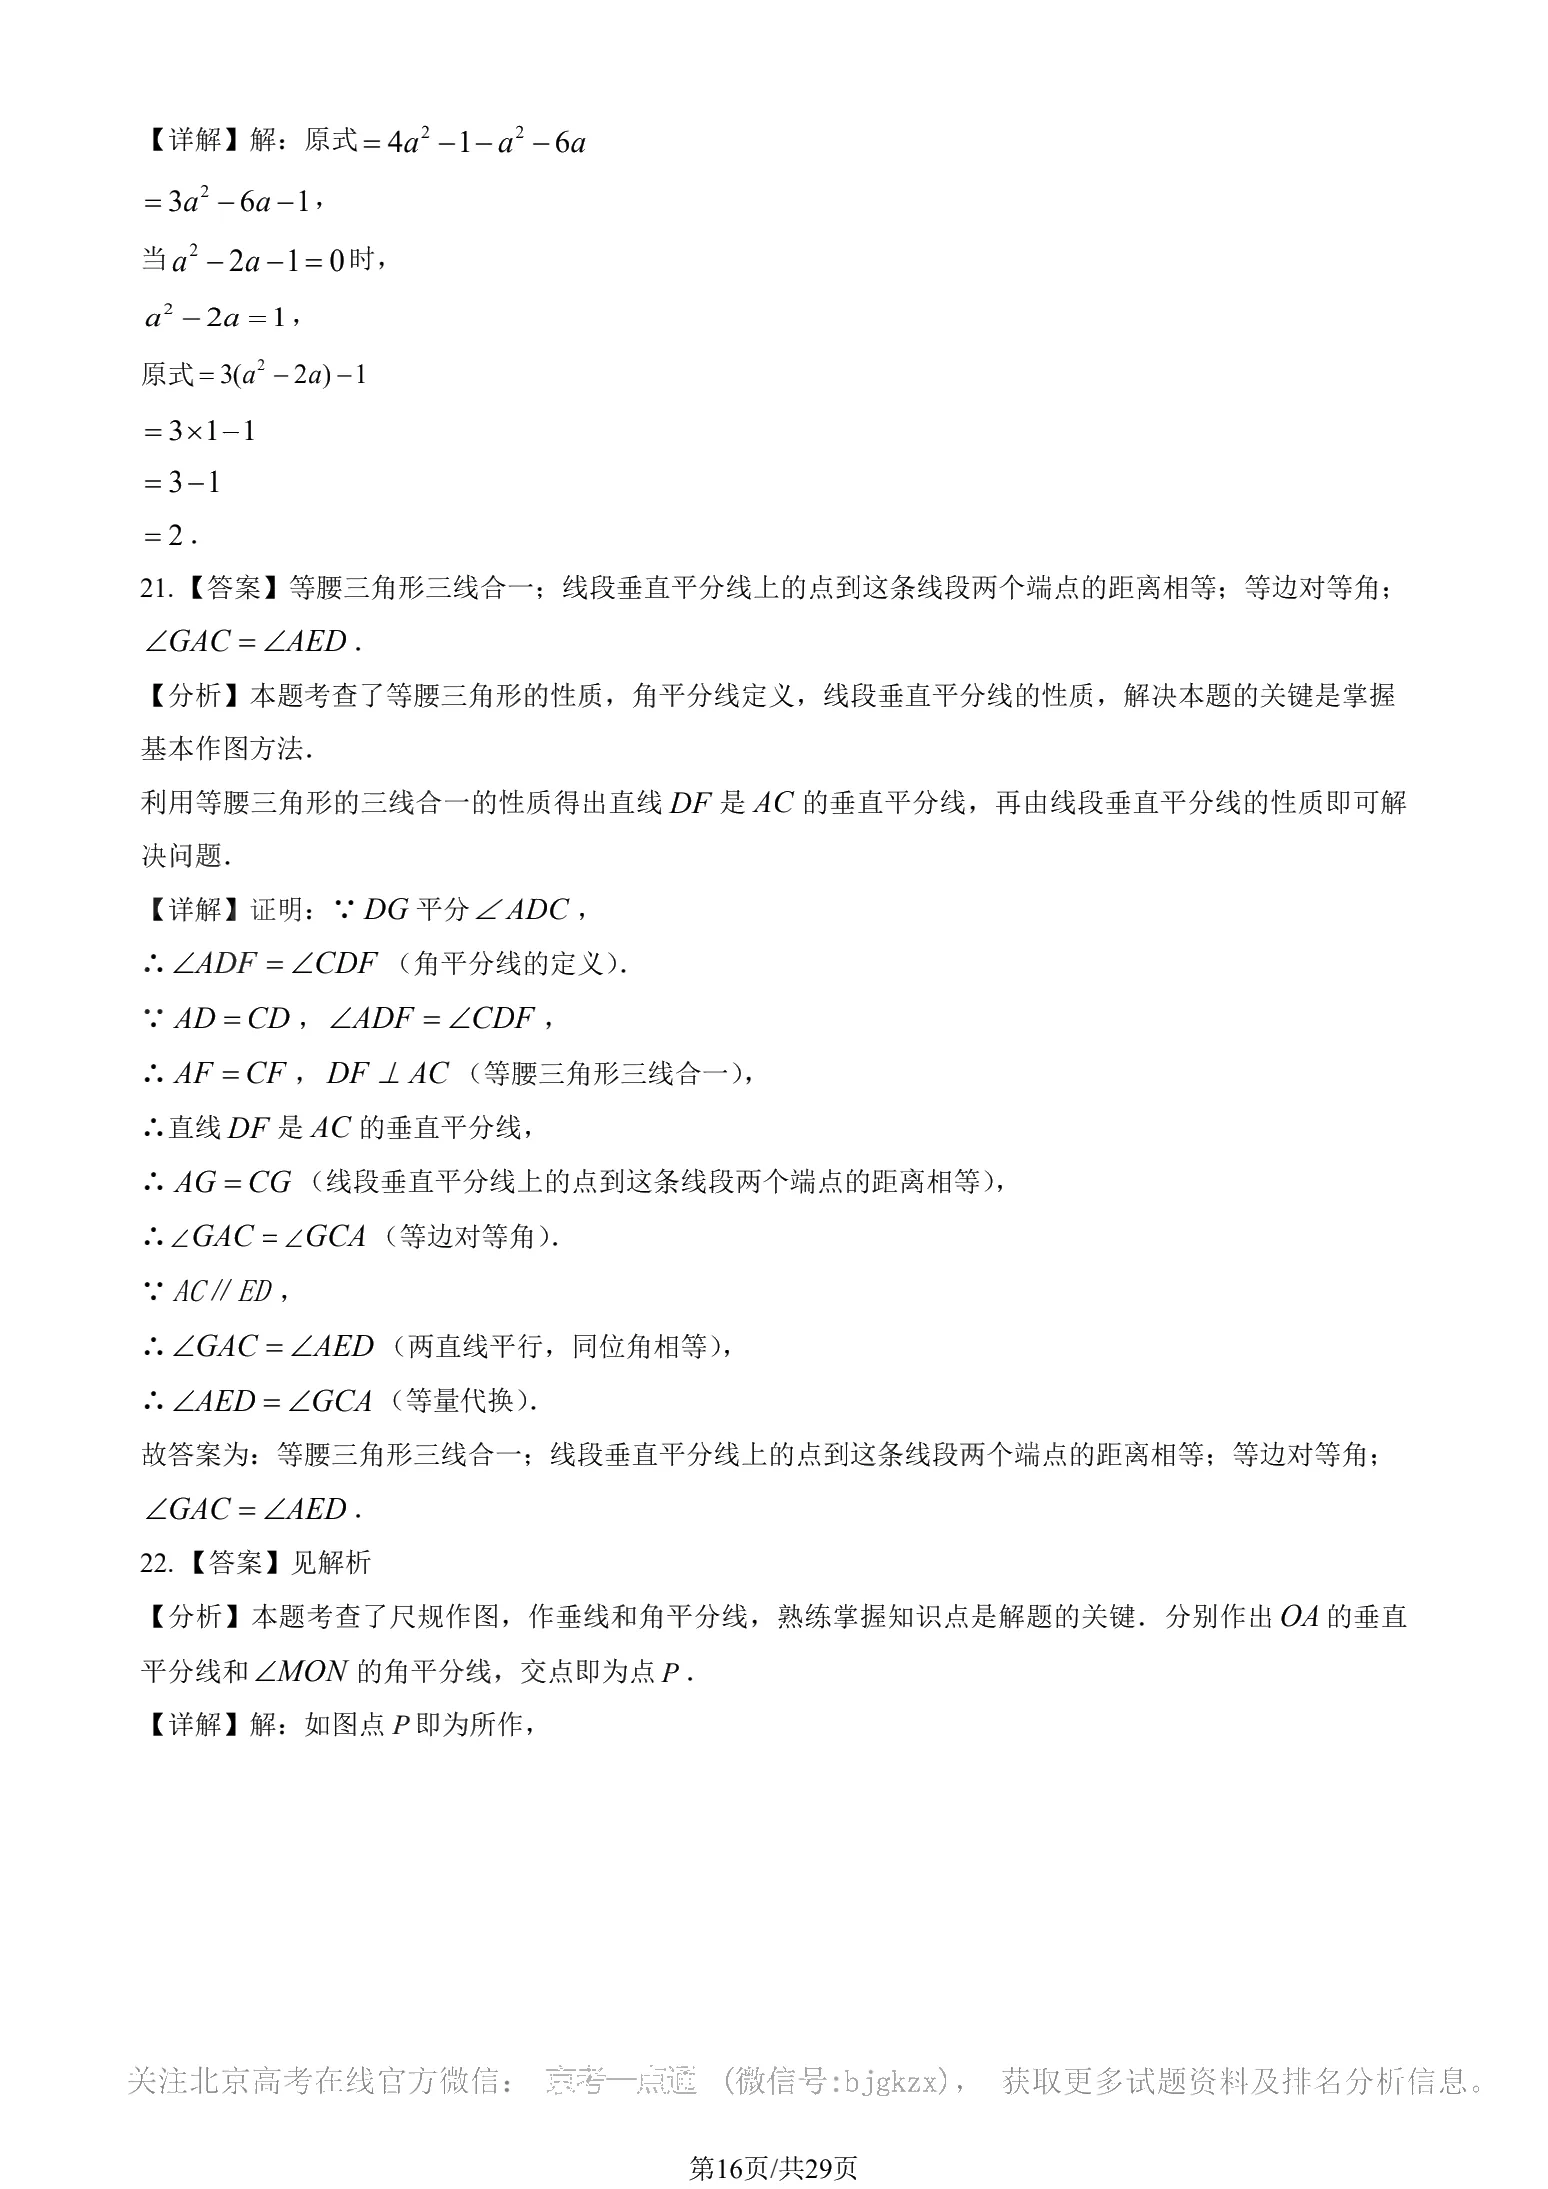 【详解】解：原式=4a²−1−a²−6a
=3a²−6a−1，
当a²−2a−1=0时，
a²−2a=1，
原式=3(a²−2a)−1
=3×1−1
=3−1
=2．
21.【答案】等腰三角形三线合一；线段垂直平分线上的点到这条线段两个端点的距离相等；等边对等角；
∠GAC=∠AED．
【分析】本题考查了等腰三角形的性质，角平分线定义，线段垂直平分线的性质，解决本题的关键是掌握
基本作图方法．
利用等腰三角形的三线合一的性质得出直线DF是AC的垂直平分线，再由线段垂直平分线的性质即可解
决问题．
【详解】证明：∵DG平分∠ADC，
∴∠ADF=∠CDF（角平分线的定义）．
∵AD=CD，∠ADF=∠CDF，
∴AF=CF，DF⊥AC（等腰三角形三线合一），
∴直线DF是AC的垂直平分线，
∴AG=CG（线段垂直平分线上的点到这条线段两个端点的距离相等），
∴∠GAC=∠GCA（等边对等角）．
∵AC∥ED，
∴∠GAC=∠AED（两直线平行，同位角相等），
∴∠AED=∠GCA（等量代换）．
故答案为：等腰三角形三线合一；线段垂直平分线上的点到这条线段两个端点的距离相等；等边对等角；
∠GAC=∠AED．
22.【答案】见解析
【分析】本题考查了尺规作图，作垂线和角平分线，熟练掌握知识点是解题的关键．分别作出OA的垂直
平分线和∠MON的角平分线，交点即为点P．
【详解】解：如图点P即为所作，
关注北京高考在线官方微信： 京考一点通 (微信号:bjgkzx)， 获取更多试题资料及排名分析信息。
第16页/共29页